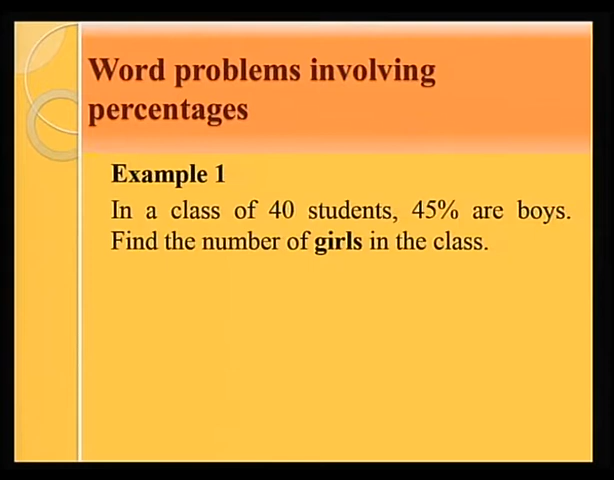 Word problems involving
percentages
Example 1
In a class of 40 students, 45% are boys.
Find the number of girls in the class.